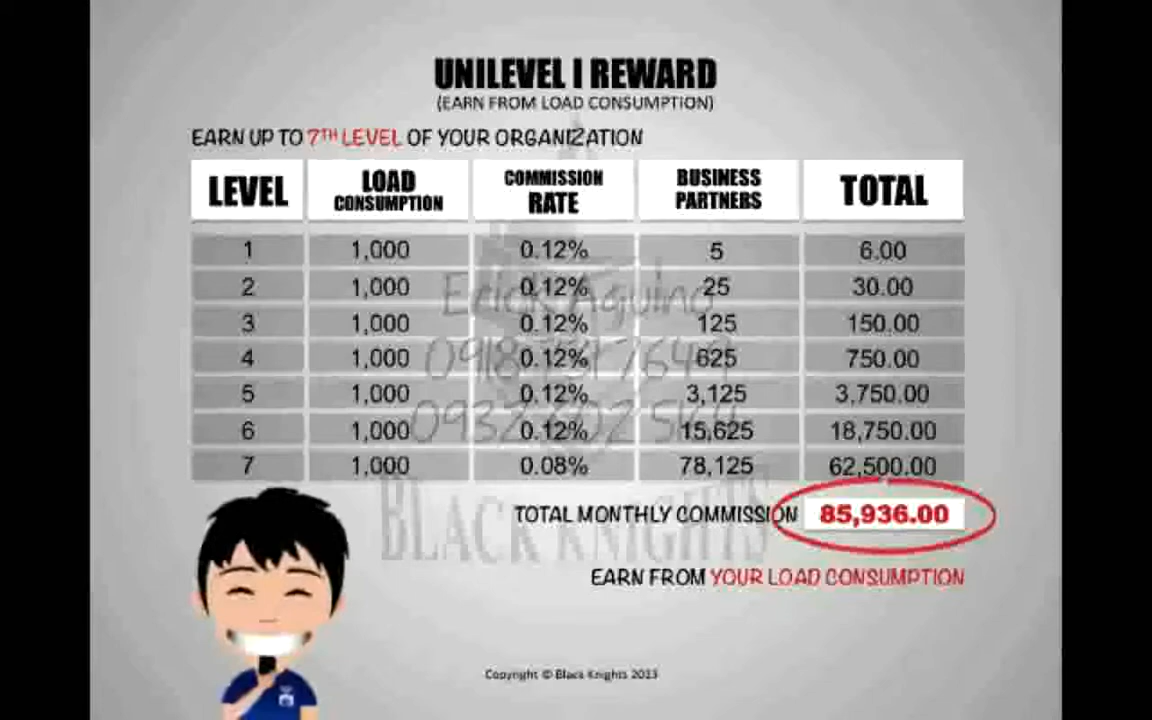 UNILEVEL I REWARD
(EARN FROM LOAD CONSUMPTION)
EARN UP TO 7TH LEVEL OF YOUR ORGANIZATION
LEVEL LOAD CONSUMPTION COMMISSION RATE BUSINESS PARTNERS TOTAL
1 1,000 0.12% 5 6.00
2 1,000 0.12% 25 30.00
3 1,000 0.12% 125 150.00
4 1,000 0.12% 625 750.00
5 1,000 0.12% 3,125 3,750.00
6 1,000 0.12% 15,625 18,750.00
7 1,000 0.08% 78,125 62,500.00
Erick Aquino
BLACK KNIGHTS
TOTAL MONTHLY COMMISSION 85,936.00
EARN FROM YOUR LOAD CONSUMPTION
Copyright © Black Knights 2013